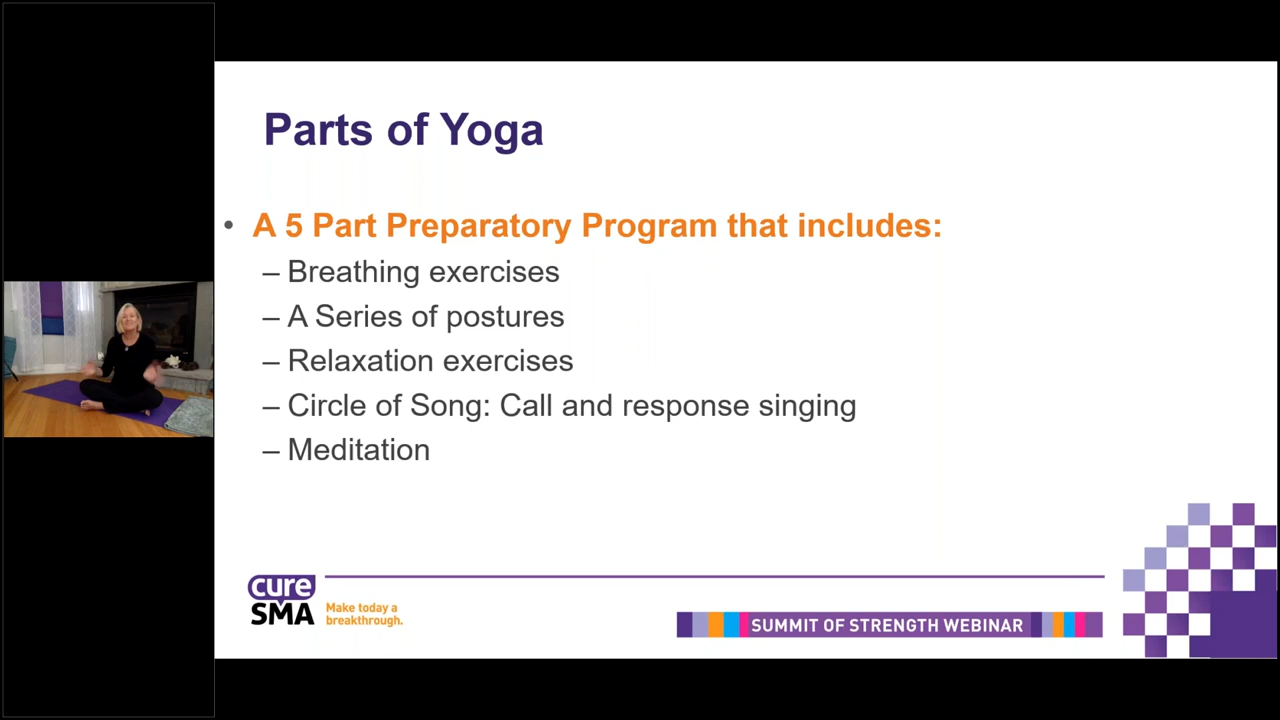 Parts of Yoga
• A 5 Part Preparatory Program that includes:
– Breathing exercises
– A Series of postures
– Relaxation exercises
– Circle of Song: Call and response singing
– Meditation
cure
SMA
Make today a
breakthrough.
SUMMIT OF STRENGTH WEBINAR